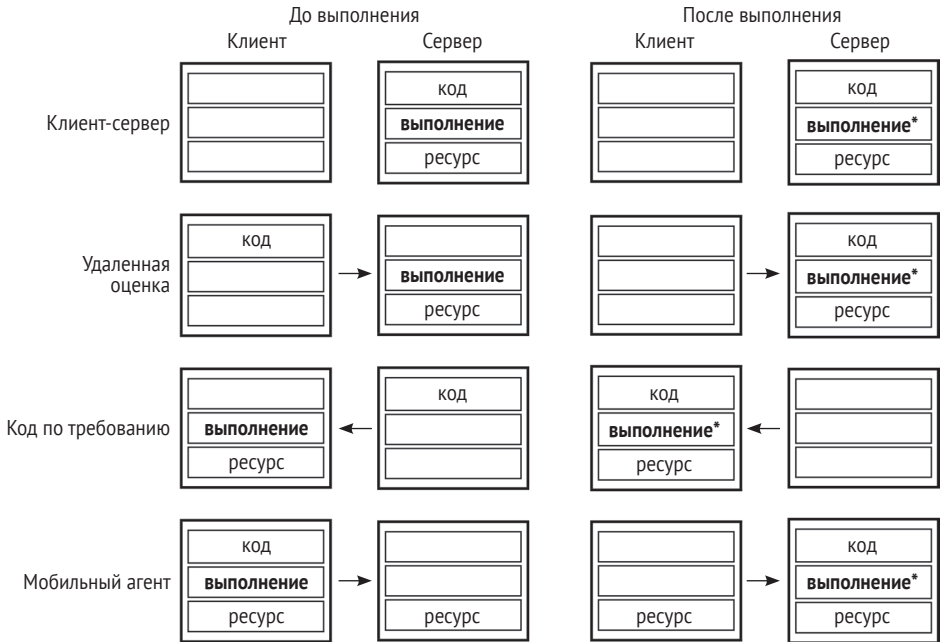 До выполнения После выполнения
Клиент Сервер Клиент Сервер
Клиент-сервер
код код
выполнение выполнение*
ресурс ресурс
Удаленная
оценка
код код
выполнение выполнение*
ресурс ресурс
Код по требованию
код код
выполнение выполнение*
ресурс ресурс
Мобильный агент
код код
выполнение выполнение*
ресурс ресурс ресурс ресурс